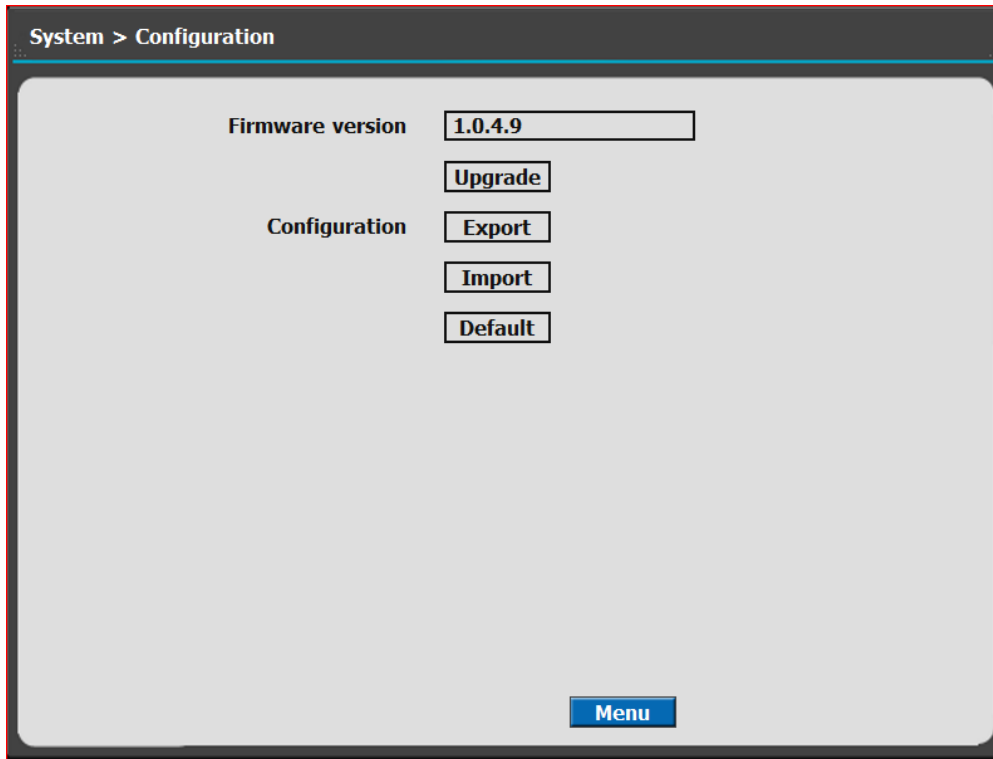 System > Configuration
Firmware version 1.0.4.9
Upgrade
Configuration Export
Import
Default
Menu